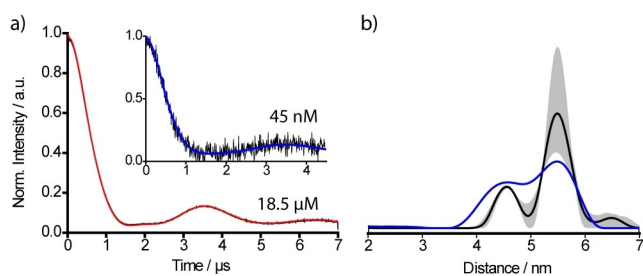 a)
b)
Norm. Intensity / a.u.
1.0
0.8
0.6
0.4
0.2
0.0
1.0
0.5
0.0
0 1 2 3 4
45 nM
18.5 µM
0 1 2 3 4 5 6 7
Time / µs
2 3 4 5 6 7
Distance / nm